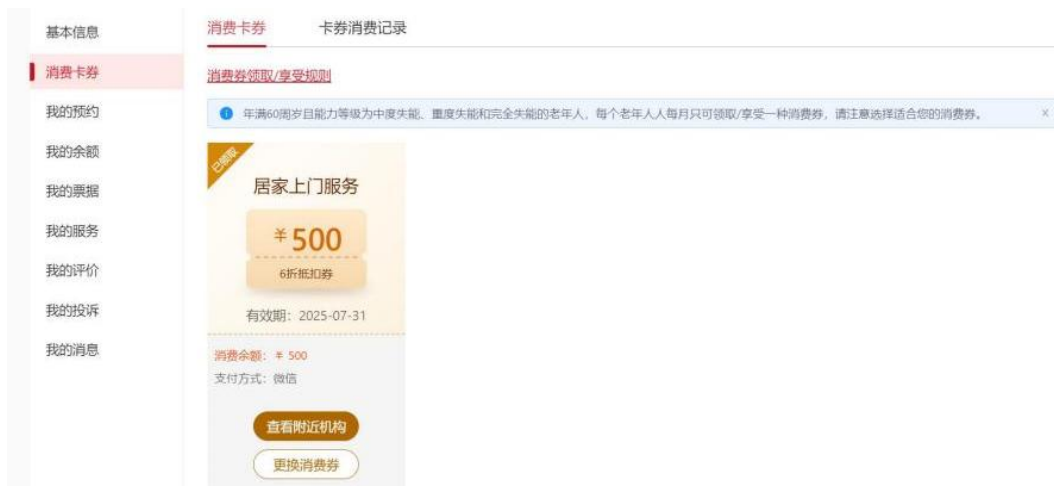 基本信息
消费卡券
我的预约
我的余额
我的票据
我的服务
我的评价
我的投诉
我的消息
消费卡券
卡券消费记录
消费券领取/享受规则
年满60周岁且能力等级为中度失能、重度失能和完全失能的老年人，每个老年人人每月只可领取/享受一种消费券，请注意选择适合您的消费券。
已领取
居家上门服务
¥500
6折抵扣券
有效期：2025-07-31
消费余额：¥ 500
支付方式：微信
查看附近机构
更换消费券